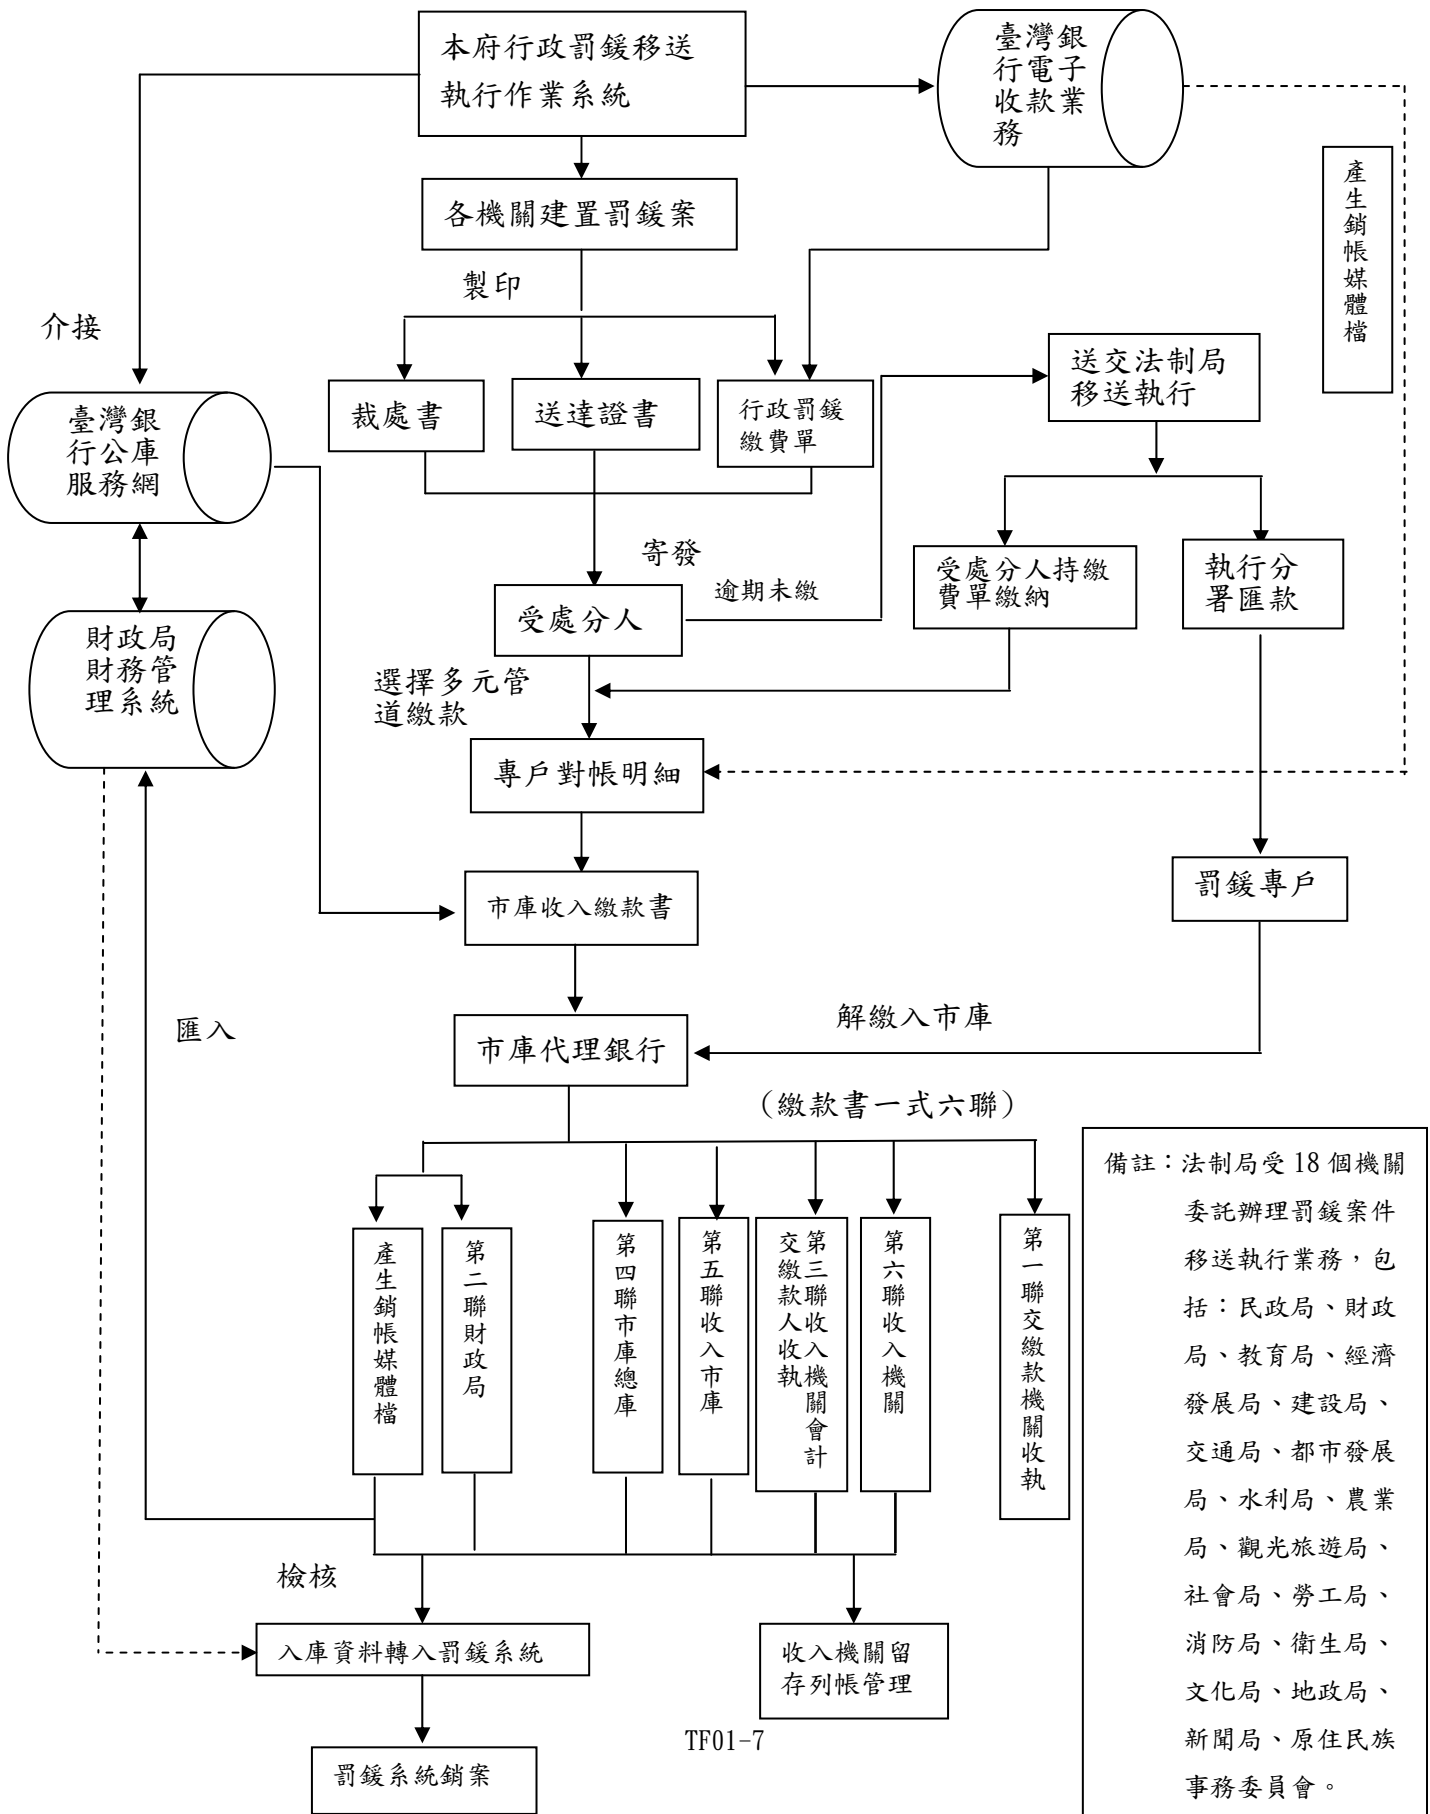 本府行政罰鍰移送
執行作業系統
臺灣銀
行電子
收款業
務
產生銷帳媒體檔
各機關建置罰鍰案
製印
介接
送交法制局
移送執行
裁處書
送達證書
行政罰鍰
繳費單
臺灣銀
行公庫
服務網
寄發
逾期未繳
受處分人持繳
費單繳納
執行分
署匯款
受處分人
財政局
財務管
理系統
選擇多元管
道繳款
專戶對帳明細
罰鍰專戶
市庫收入繳款書
匯入
解繳入市庫
市庫代理銀行
（繳款書一式六聯）
產生銷帳媒體檔
第二聯財政局
第四聯市庫總庫
第五聯收入市庫
第三聯收入機關會計
交繳款人收執
第六聯收入機關
第一聯交繳款機關收執
備註：法制局受 18 個機關
委託辦理罰鍰案件
移送執行業務，包
括：民政局、財政
局、教育局、經濟
發展局、建設局、
交通局、都市發展
局、水利局、農業
局、觀光旅遊局、
社會局、勞工局、
消防局、衛生局、
文化局、地政局、
新聞局、原住民族
事務委員會。
檢核
入庫資料轉入罰鍰系統
收入機關留
存列帳管理
罰鍰系統銷案
TF01-7